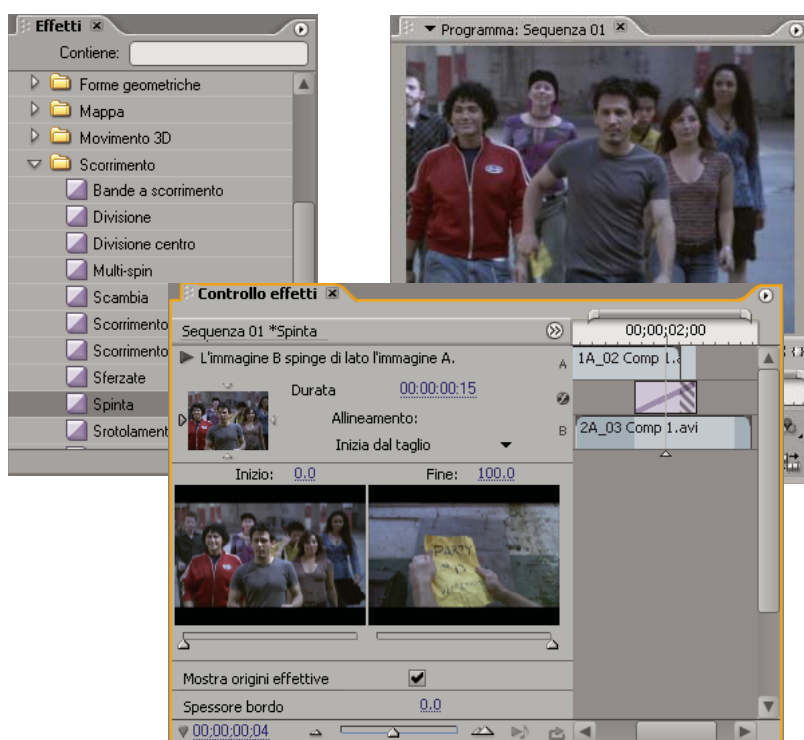 Effetti
Contiene:
Forme geometriche
Mappa
Movimento 3D
Scorrimento
Bande a scorrimento
Divisione
Divisione centro
Multi-spin
Scambia
Scorrimento
Scorrimento
Sferzate
Spinta
Srotolament
Programma: Sequenza 01
Controllo effetti
Sequenza 01 *Spinta
00;00;02;00
L'immagine B spinge di lato l'immagine A.
A 1A_02 Comp 1.a
Durata 00:00:00:15
Allineamento:
B 2A_03 Comp 1.avi
Inizia dal taglio
Inizio: 0.0 Fine: 100.0
PARTY
Mostra origini effettive
Spessore bordo 0.0
00;00;00;04